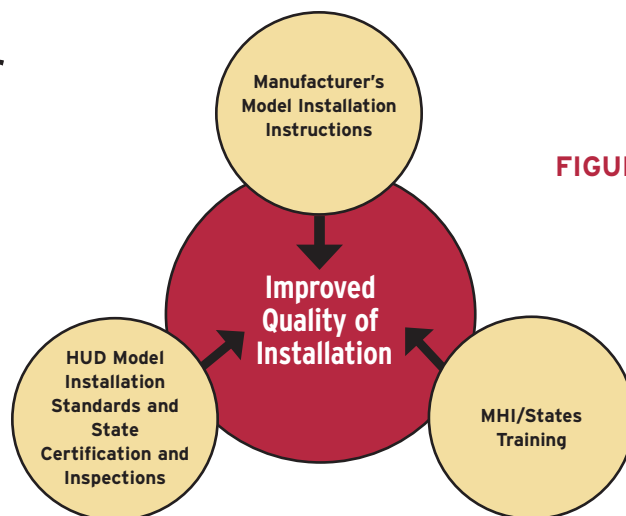 Manufacturer's
Model Installation
Instructions
Improved
Quality of
Installation
HUD Model
Installation
Standards and
State
Certification and
Inspections
MHI/States
Training